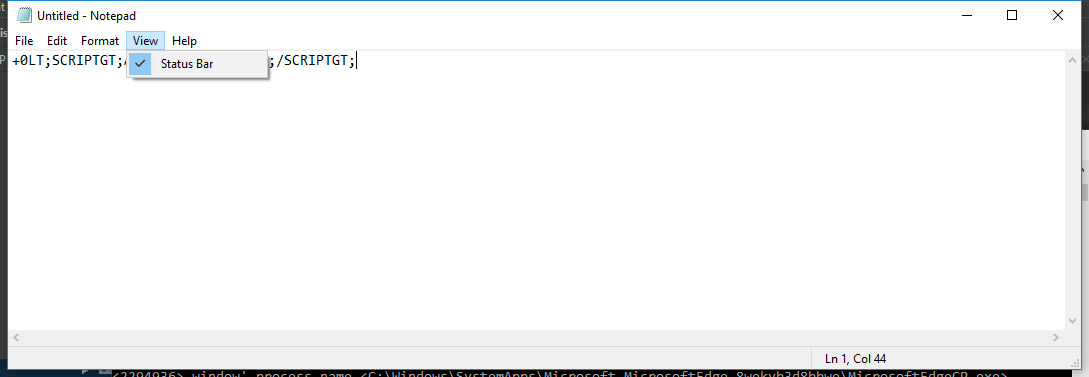 Untitled - Notepad
File Edit Format View Help
+0LT;SCRIPTGT; ;/SCRIPTGT;
Status Bar
Ln 1, Col 44
<2294936> window' process name <C:\Windows\SystemApps\Microsoft.MicrosoftEdge_8wekyb3d8bbwe\MicrosoftEdgeCP.exe>